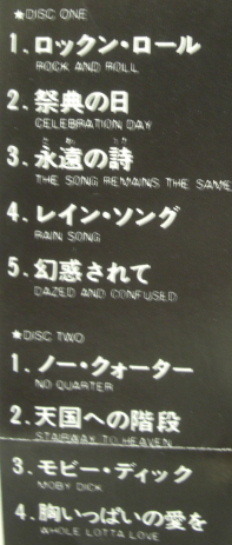 ★DISC ONE
1.ロックン・ロール
ROCK AND ROLL
2.祭典の日
CELEBRATION DAY
3.永遠の詩
THE SONG REMAINS THE SAME
4.レイン・ソング
RAIN SONG
5.幻惑されて
DAZED AND CONFUSED
★DISC TWO
1.ノー・クォーター
NO QUARTER
2.天国への階段
STAIRWAY TO HEAVEN
3.モビー・ディック
MOBY DICK
4.胸いっぱいの愛を
WHOLE LOTTA LOVE